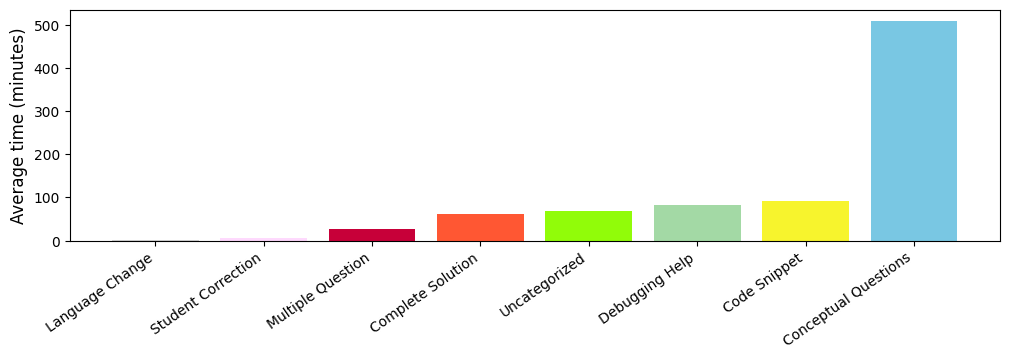 Average time (minutes)
500
400
300
200
100
0
Language Change
Student Correction
Multiple Question
Complete Solution
Uncategorized
Debugging Help
Code Snippet
Conceptual Questions